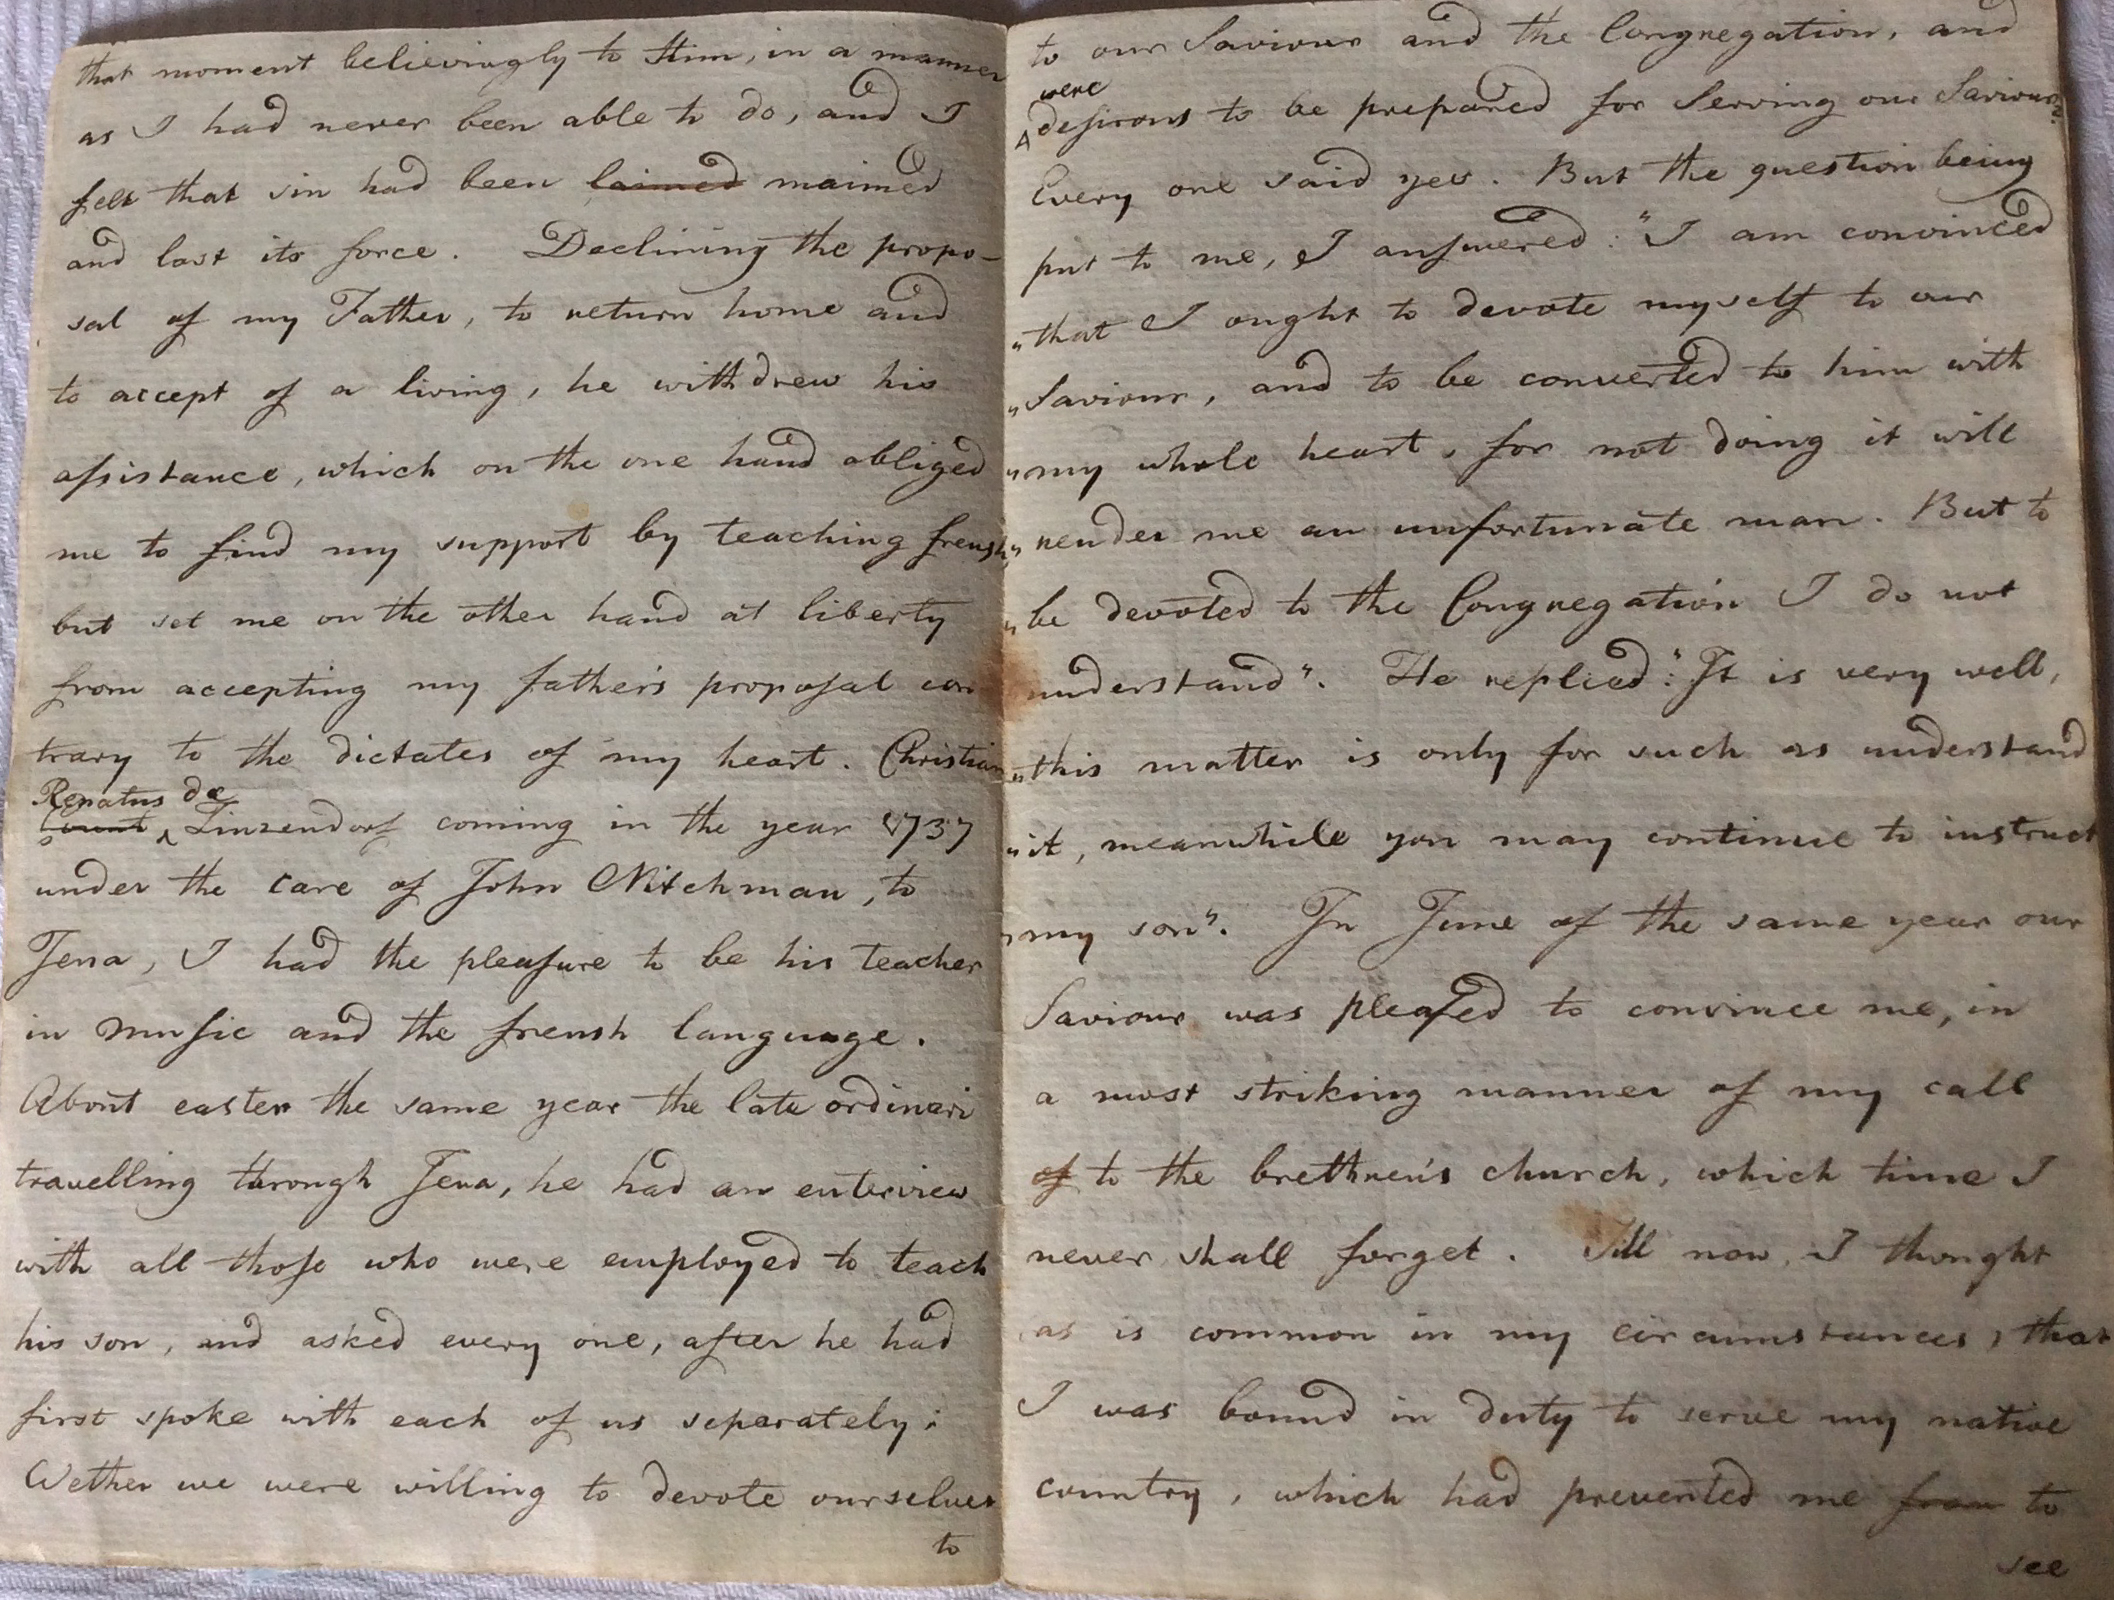 that moment believingly to Him, in a manner
as I had never been able to do, and I
felt that sin had been laimed maimed
and lost its force. Declining the propo-
sal of my Father, to return home and
to accept of a living, he withdrew his
assistance, which on the one hand obliged
me to find my support by teaching frensh,
but set me on the other hand at liberty
from accepting my father's proposal con
trary to the dictates of my heart. Christian
Renatus de
Count Zinzendorf coming in the year 1737
under the care of John Nitchman, to
Jena, I had the pleasure to be his teacher
in Music and the frensh language.
About easter the same year the late ordinari
travelling through Jena, he had an enterview
with all those who were employed to teach
his son, and asked every one, after he had
first spoke with each of us separately:
Wether we were willing to devote ourselves
to
to our Saviour and the Congregation, and
were
desirous to be prepared for serving our Saviour?
Every one said yes. But the question being
put to me, I answered: "I am convinced
"that I ought to devote myself to our
"Saviour, and to be converted to him with
"my whole heart, for not doing it will
"render me an unfortunate man. But to
"be devoted to the Congregation I do not
understand". He replied: "It is very well,
"this matter is only for such as understand
"it, meanwhile you may continue to instruct
"my son". In June of the same year our
Saviour was pleased to convince me, in
a most striking manner of my call
of to the brethren's church, which time I
never shall forget. Till now I thought
as is common in my circumstances, that
I was bound in duty to serve my native
country, which had prevented me from to
see